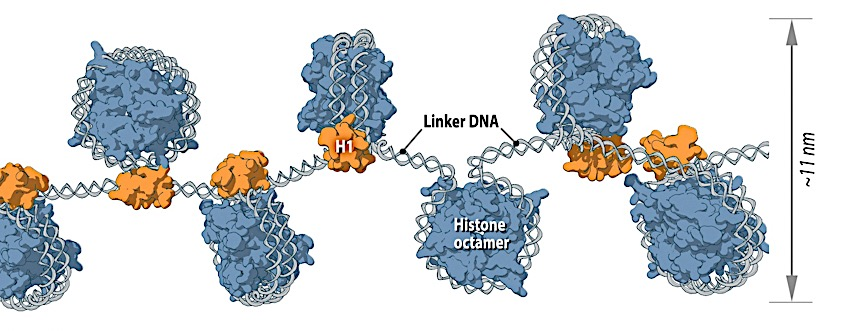 Linker DNA
H1
Histone
octamer
~11 nm